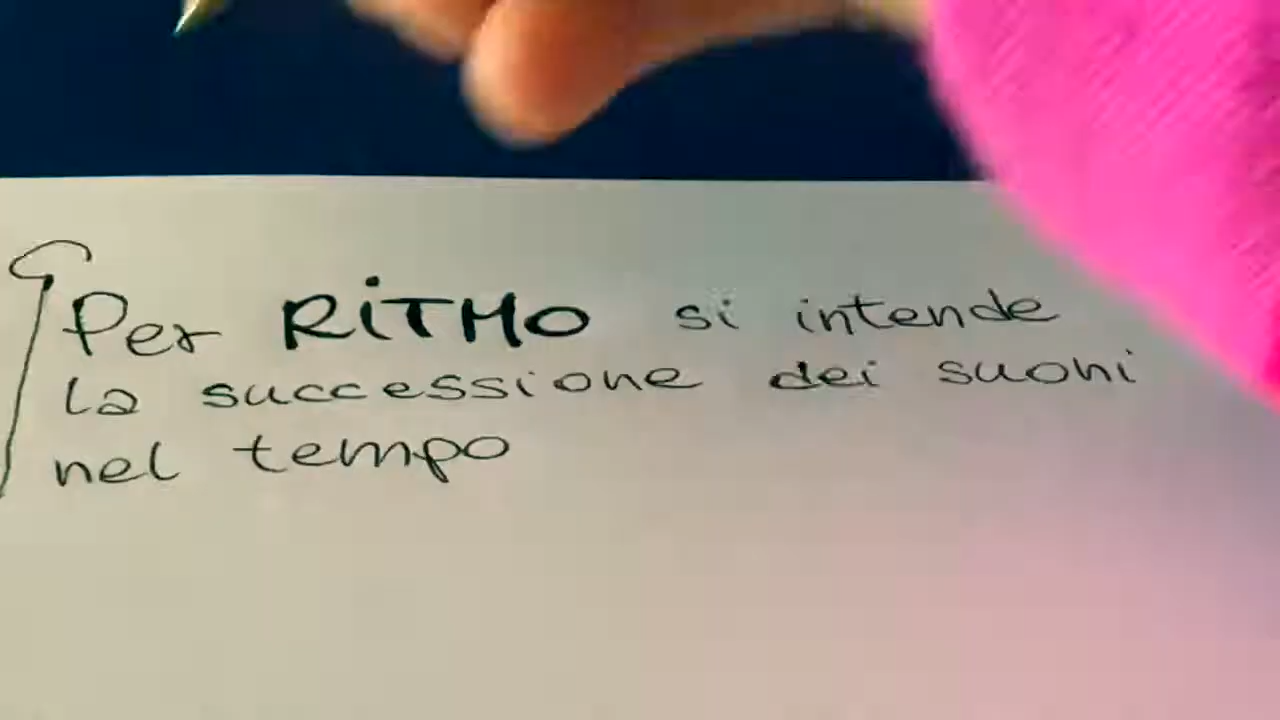 Per RiTMO si intende
la successione dei suoni
nel tempo